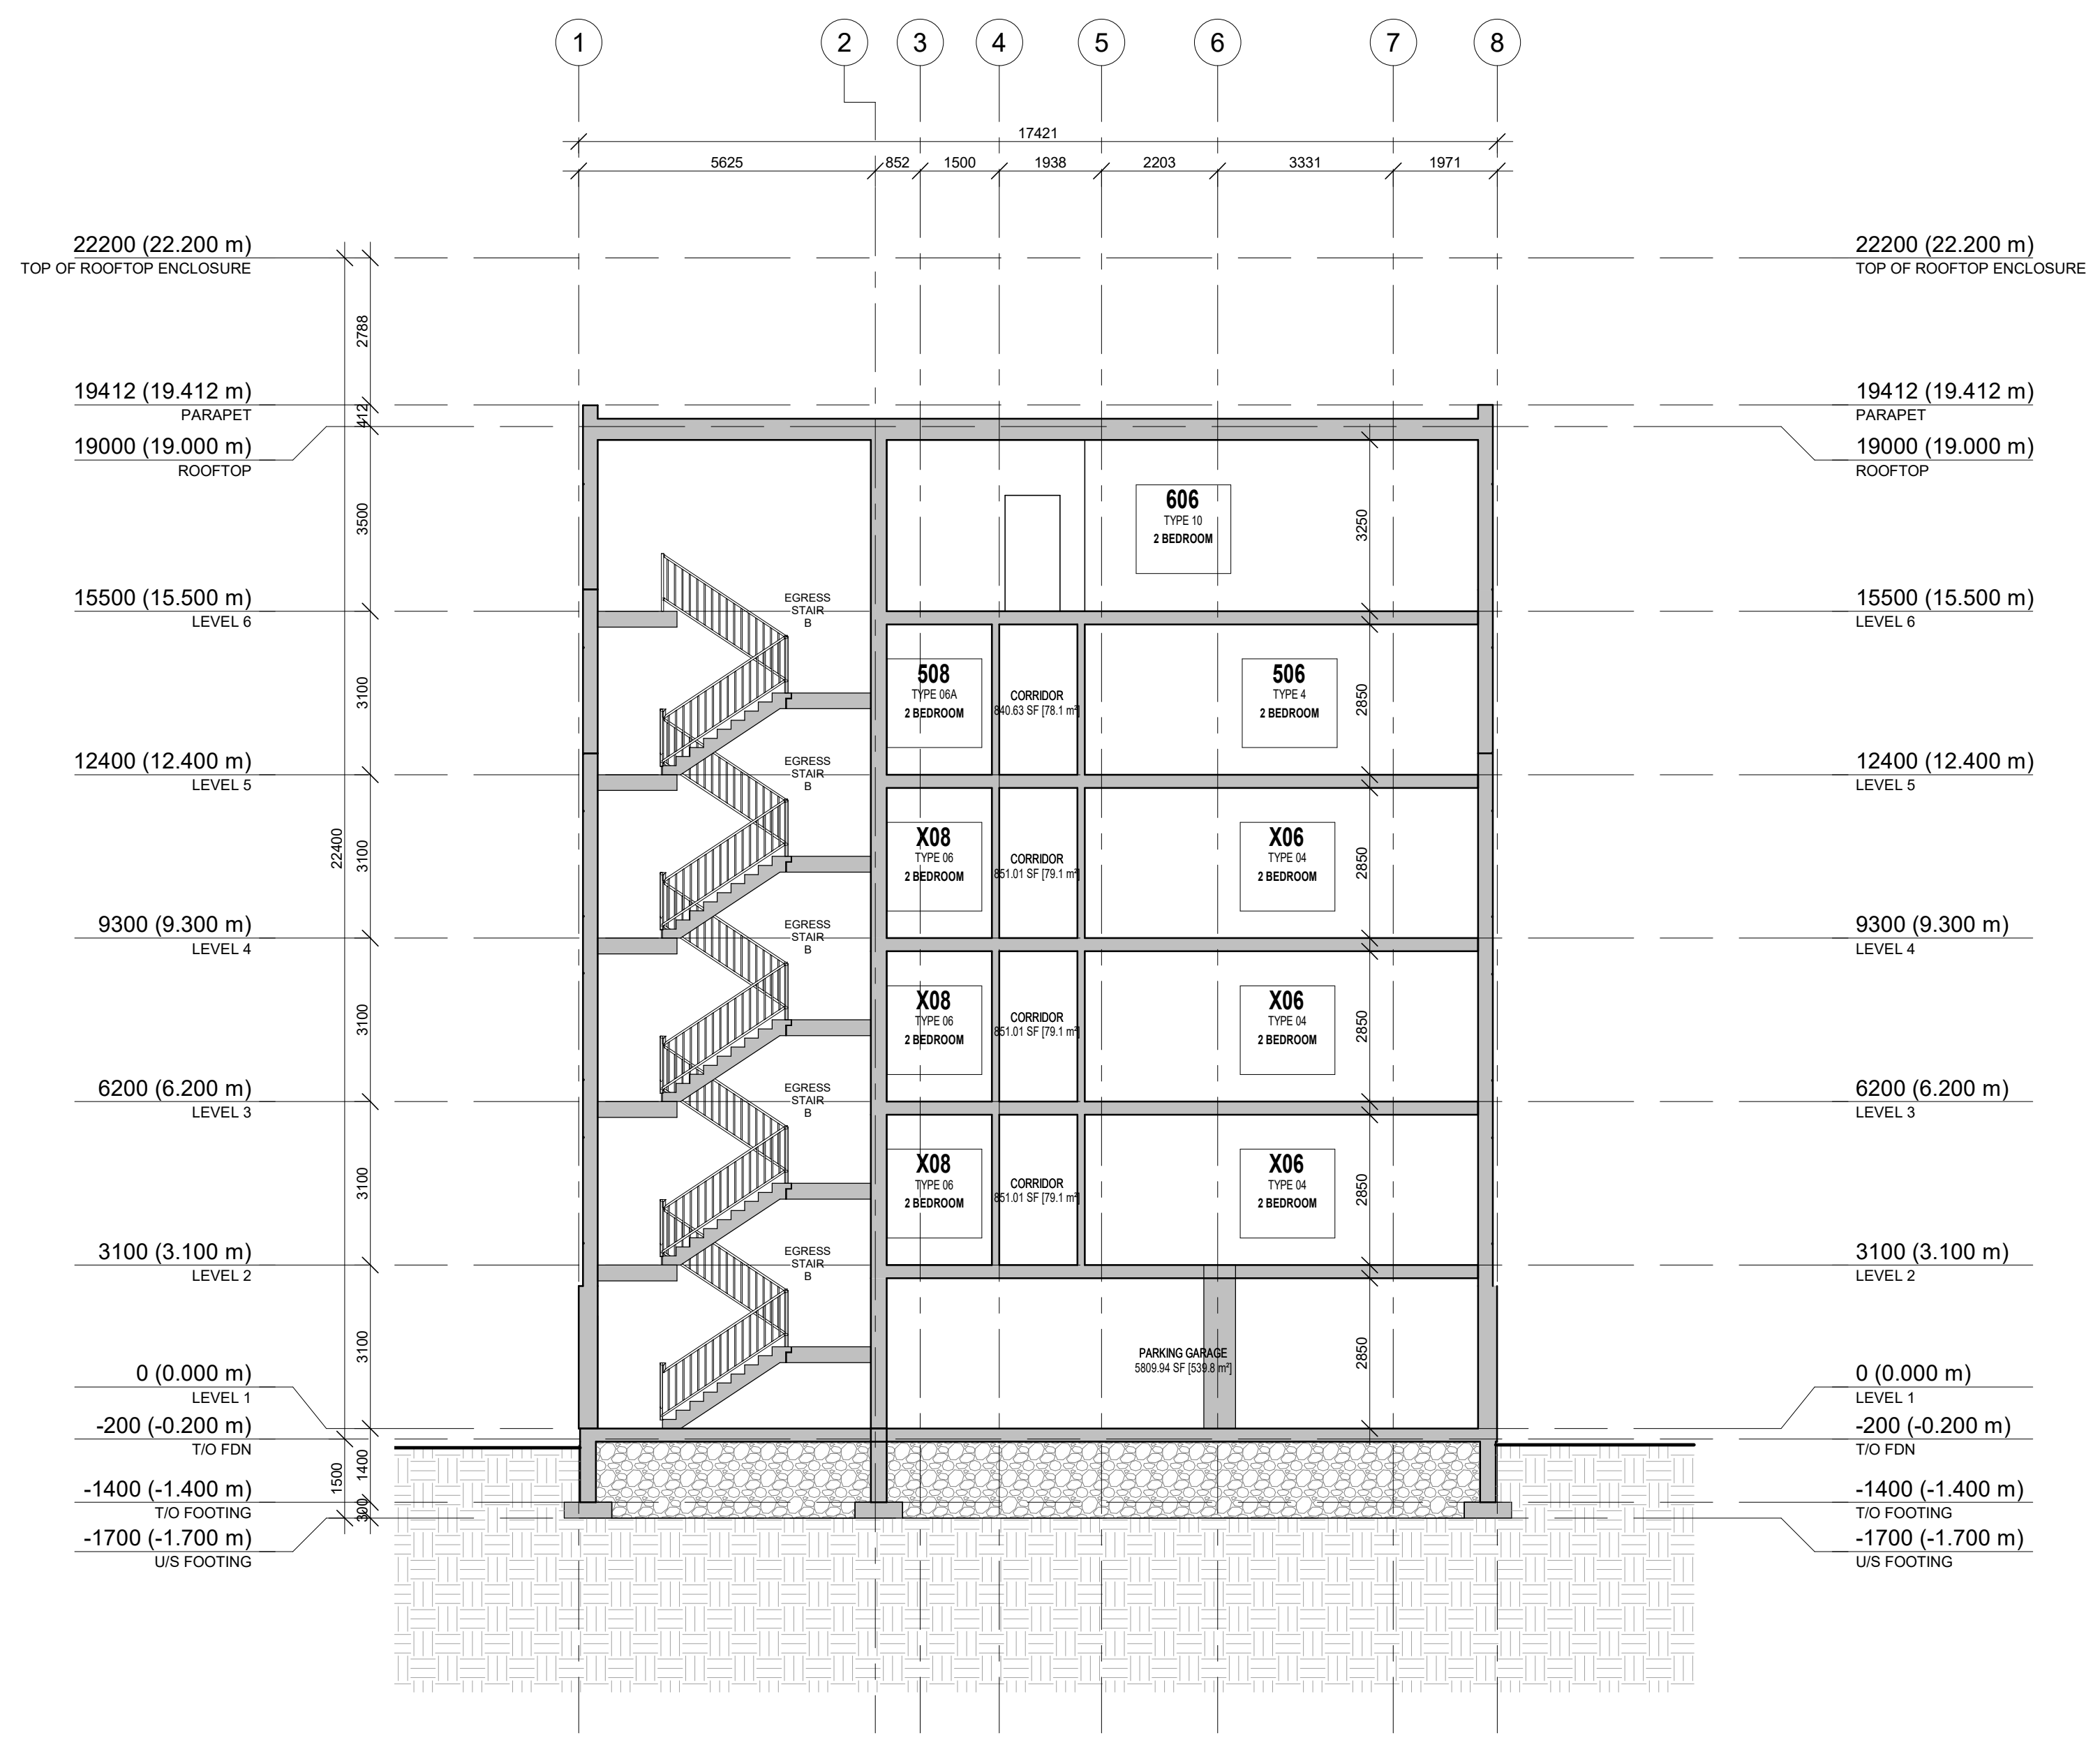 1 2 3 4 5 6 7 8
17421
5625 852 1500 1938 2203 3331 1971
22200 (22.200 m)
TOP OF ROOFTOP ENCLOSURE
22200 (22.200 m)
TOP OF ROOFTOP ENCLOSURE
2788
19412 (19.412 m)
PARAPET
19412 (19.412 m)
PARAPET
412
19000 (19.000 m)
ROOFTOP
19000 (19.000 m)
ROOFTOP
3500
606
TYPE 10
2 BEDROOM
3250
15500 (15.500 m)
LEVEL 6
EGRESS
STAIR
B
15500 (15.500 m)
LEVEL 6
3100
508
TYPE 06A
2 BEDROOM
CORRIDOR
840.63 SF [78.1 m²]
506
TYPE 4
2 BEDROOM
2850
12400 (12.400 m)
LEVEL 5
EGRESS
STAIR
B
12400 (12.400 m)
LEVEL 5
22400
3100
X08
TYPE 06
2 BEDROOM
CORRIDOR
851.01 SF [79.1 m²]
X06
TYPE 04
2 BEDROOM
2850
9300 (9.300 m)
LEVEL 4
EGRESS
STAIR
B
9300 (9.300 m)
LEVEL 4
3100
X08
TYPE 06
2 BEDROOM
CORRIDOR
851.01 SF [79.1 m²]
X06
TYPE 04
2 BEDROOM
2850
6200 (6.200 m)
LEVEL 3
EGRESS
STAIR
B
6200 (6.200 m)
LEVEL 3
3100
X08
TYPE 06
2 BEDROOM
CORRIDOR
851.01 SF [79.1 m²]
X06
TYPE 04
2 BEDROOM
2850
3100 (3.100 m)
LEVEL 2
EGRESS
STAIR
B
3100 (3.100 m)
LEVEL 2
3100
PARKING GARAGE
5809.94 SF [539.8 m²]
2850
0 (0.000 m)
LEVEL 1
0 (0.000 m)
LEVEL 1
-200 (-0.200 m)
T/O FDN
-200 (-0.200 m)
T/O FDN
1500
1400
-1400 (-1.400 m)
T/O FOOTING
-1400 (-1.400 m)
T/O FOOTING
300
-1700 (-1.700 m)
U/S FOOTING
-1700 (-1.700 m)
U/S FOOTING